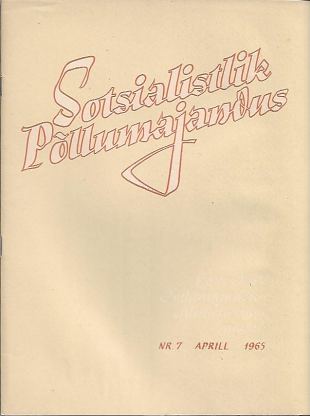 Sotsialistlik
Põllumajandus
NR. 7 APRILL 1965